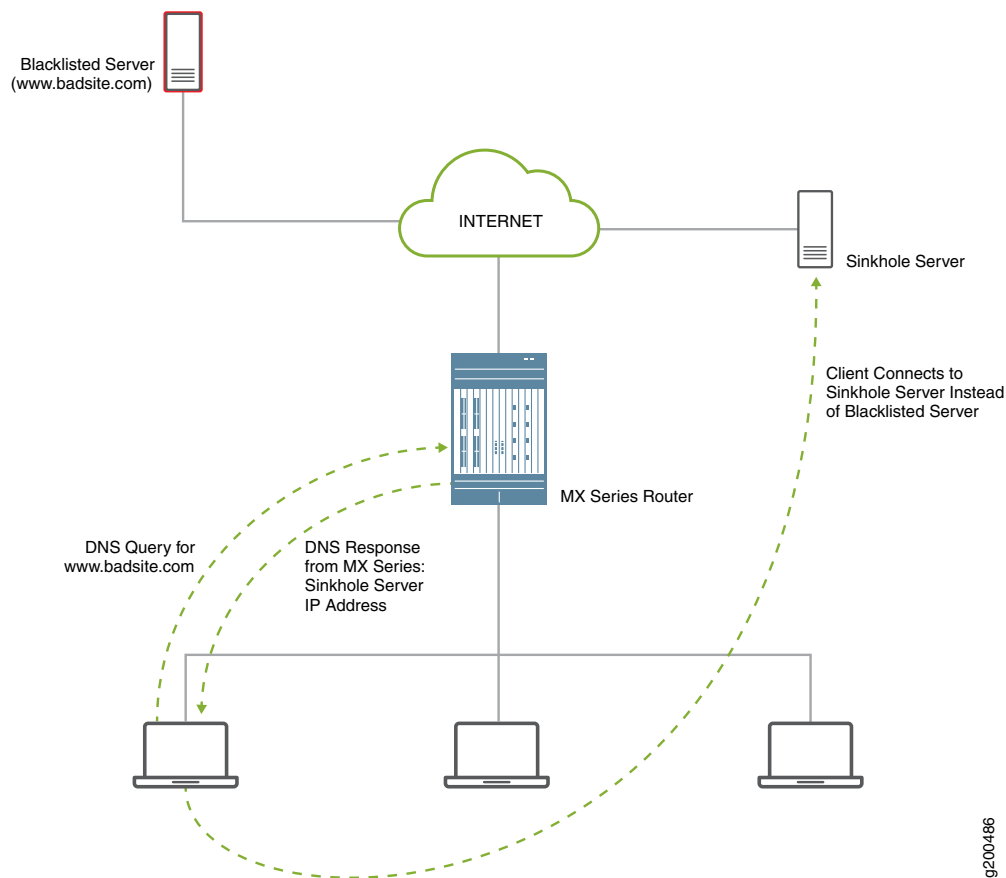 Blacklisted Server
(www.badsite.com)
INTERNET
Sinkhole Server
Client Connects to
Sinkhole Server Instead
of Blacklisted Server
MX Series Router
DNS Query for
www.badsite.com
DNS Response
from MX Series:
Sinkhole Server
IP Address
g200486